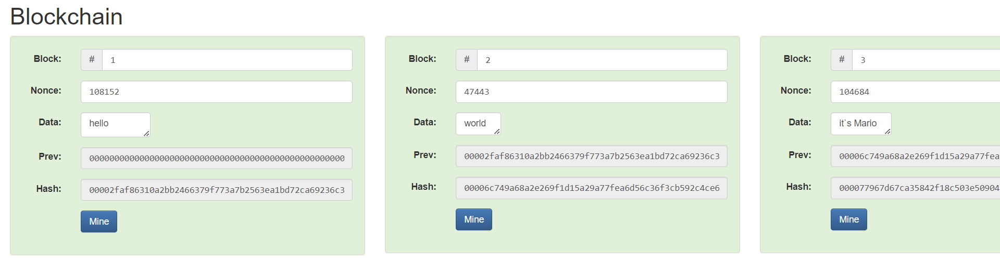 Blockchain
Block: # 1
Nonce: 108152
Data: hello
Prev: 000000000000000000000000000000000000000000000000000
Hash: 00002faf86310a2bb2466379f773a7b2563ea1bd72ca69236c3
Mine
Block: # 2
Nonce: 47443
Data: world
Prev: 00002faf86310a2bb2466379f773a7b2563ea1bd72ca69236c3
Hash: 00006c749a68a2e269f1d15a29a77fea6d56c36f3cb592c4ce6
Mine
Block: # 3
Nonce: 104684
Data: it`s Mario
Prev: 00006c749a68a2e269f1d15a29a77fea
Hash: 000077967d67ca35842f18c503e50904
Mine